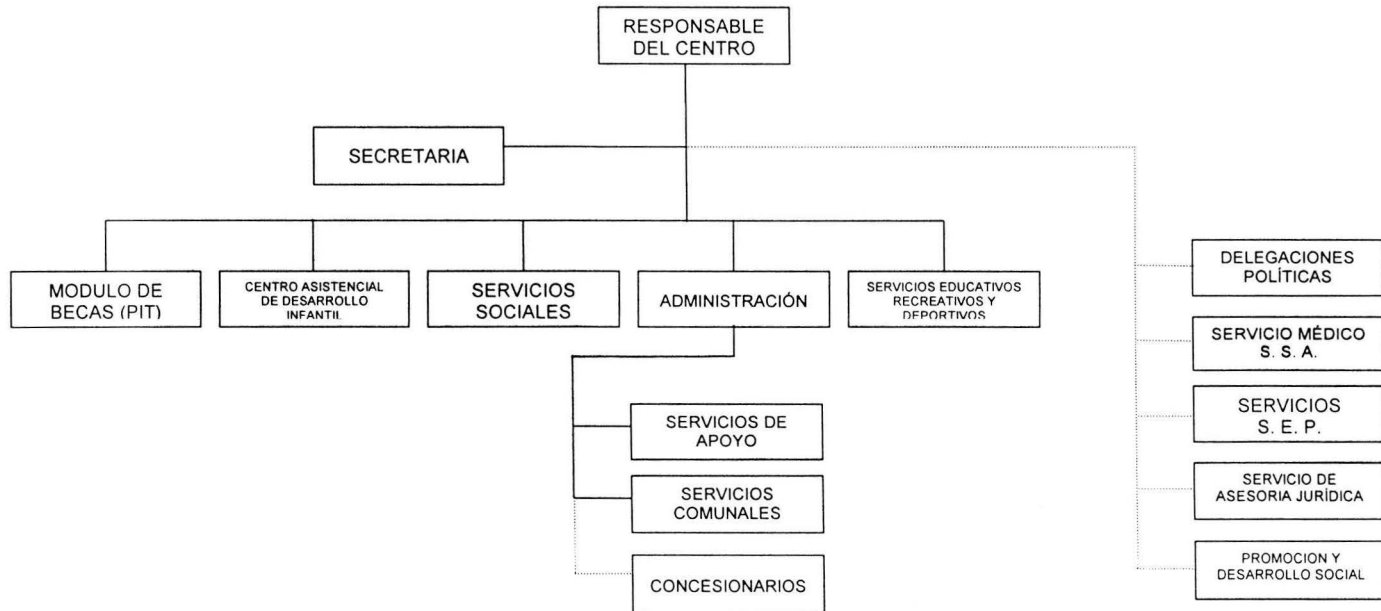 RESPONSABLE
DEL CENTRO
SECRETARIA
MODULO DE
BECAS (PIT)
CENTRO ASISTENCIAL
DE DESARROLLO
INFANTIL
SERVICIOS
SOCIALES
ADMINISTRACIÓN
SERVICIOS EDUCATIVOS
RECREATIVOS Y
DEPORTIVOS
SERVICIOS DE
APOYO
SERVICIOS
COMUNALES
CONCESIONARIOS
DELEGACIONES
POLÍTICAS
SERVICIO MÉDICO
S. S. A.
SERVICIOS
S. E. P.
SERVICIO DE
ASESORIA JURÍDICA
PROMOCION Y
DESARROLLO SOCIAL